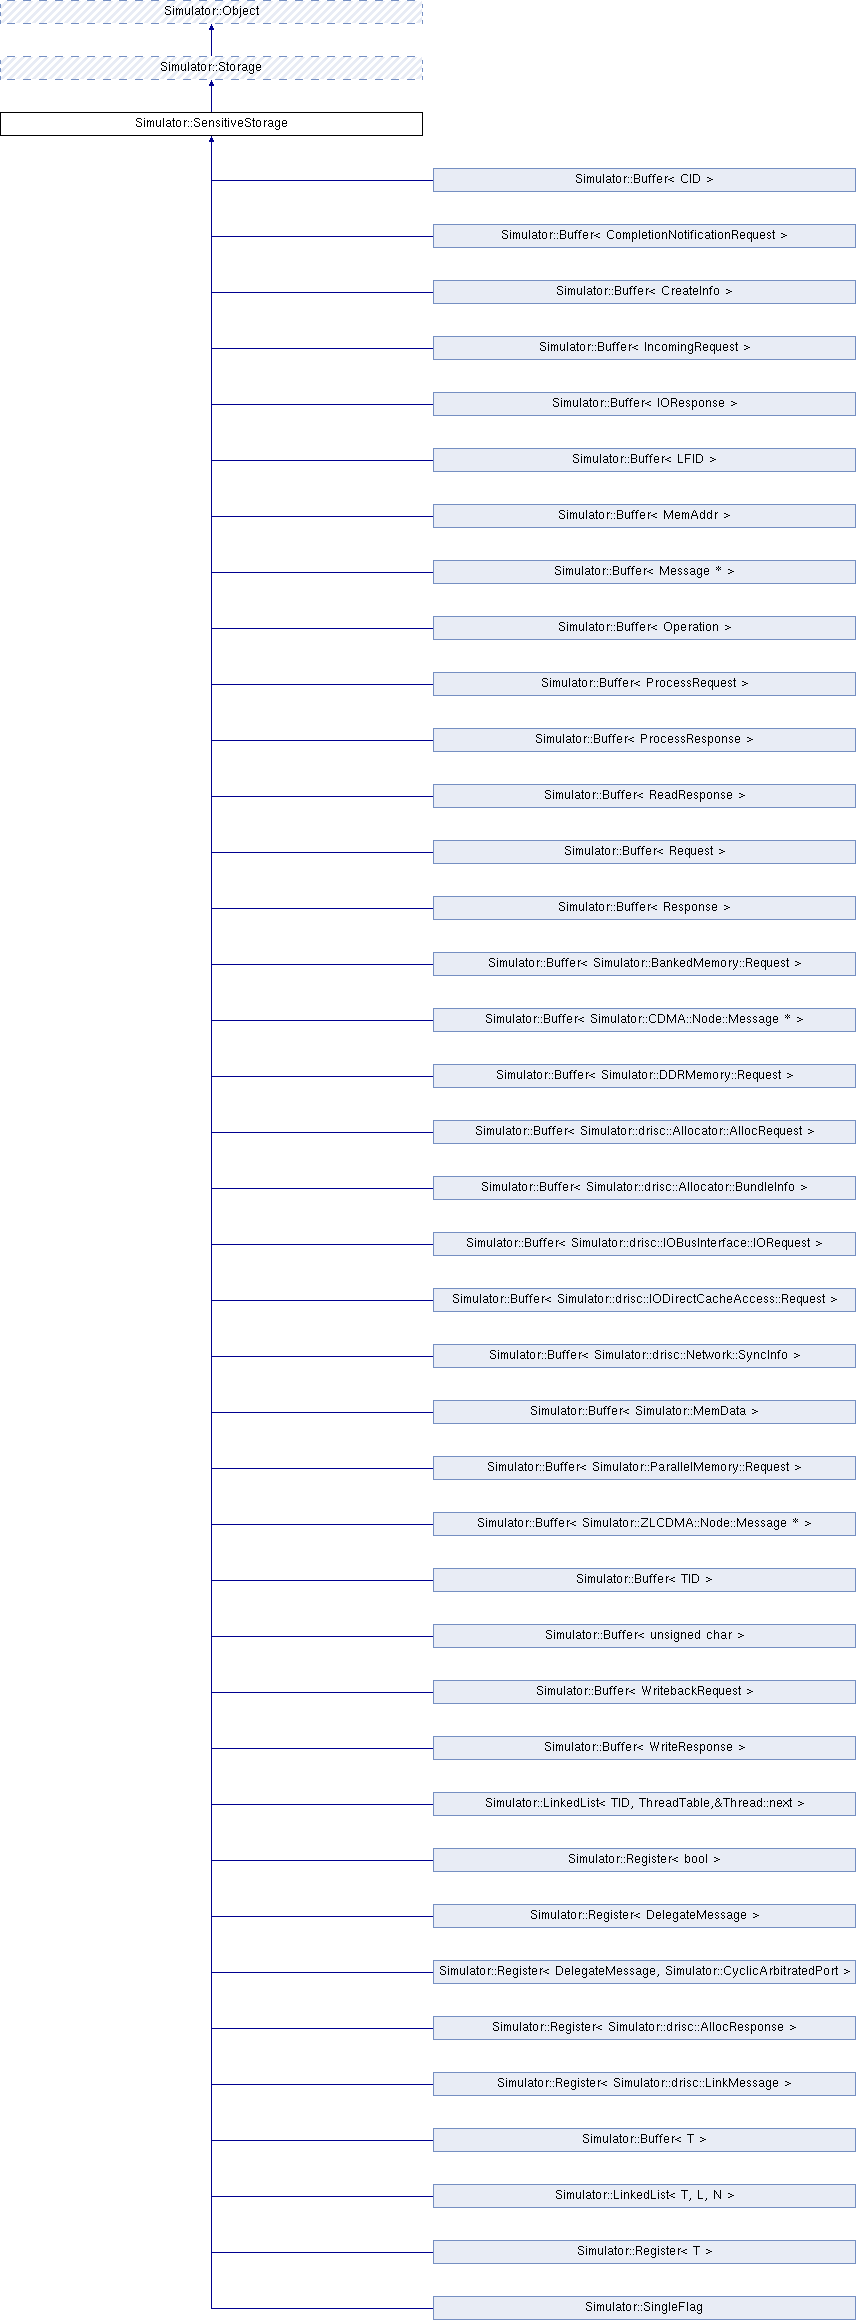 Simulator::Object
Simulator::Storage
Simulator::SensitiveStorage
Simulator::Buffer< CID >
Simulator::Buffer< CompletionNotificationRequest >
Simulator::Buffer< CreateInfo >
Simulator::Buffer< IncomingRequest >
Simulator::Buffer< IOResponse >
Simulator::Buffer< LFID >
Simulator::Buffer< MemAddr >
Simulator::Buffer< Message * >
Simulator::Buffer< Operation >
Simulator::Buffer< ProcessRequest >
Simulator::Buffer< ProcessResponse >
Simulator::Buffer< ReadResponse >
Simulator::Buffer< Request >
Simulator::Buffer< Response >
Simulator::Buffer< Simulator::BankedMemory::Request >
Simulator::Buffer< Simulator::CDMA::Node::Message * >
Simulator::Buffer< Simulator::DDRMemory::Request >
Simulator::Buffer< Simulator::drisc::Allocator::AllocRequest >
Simulator::Buffer< Simulator::drisc::Allocator::BundleInfo >
Simulator::Buffer< Simulator::drisc::IOBusInterface::IORequest >
Simulator::Buffer< Simulator::drisc::IODirectCacheAccess::Request >
Simulator::Buffer< Simulator::drisc::Network::SyncInfo >
Simulator::Buffer< Simulator::MemData >
Simulator::Buffer< Simulator::ParallelMemory::Request >
Simulator::Buffer< Simulator::ZLCDMA::Node::Message * >
Simulator::Buffer< TID >
Simulator::Buffer< unsigned char >
Simulator::Buffer< WritebackRequest >
Simulator::Buffer< WriteResponse >
Simulator::LinkedList< TID, ThreadTable,&Thread::next >
Simulator::Register< bool >
Simulator::Register< DelegateMessage >
Simulator::Register< DelegateMessage, Simulator::CyclicArbitratedPort >
Simulator::Register< Simulator::drisc::AllocResponse >
Simulator::Register< Simulator::drisc::LinkMessage >
Simulator::Buffer< T >
Simulator::LinkedList< T, L, N >
Simulator::Register< T >
Simulator::SingleFlag